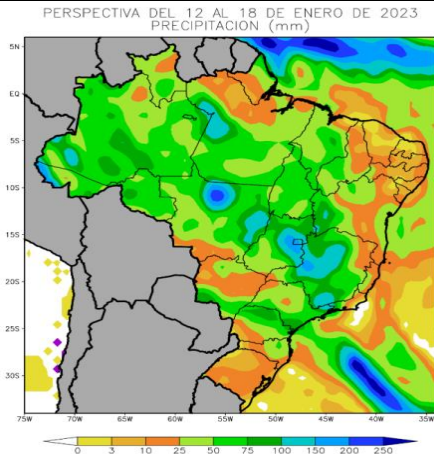 PERSPECTIVA DEL 12 AL 18 DE ENERO DE 2023
PRECIPITACION (mm)
5N
EQ
5S
10S
15S
20S
25S
30S
75W 70W 65W 60W 55W 50W 45W 40W 35W
0 3 10 25 50 75 100 150 200 250